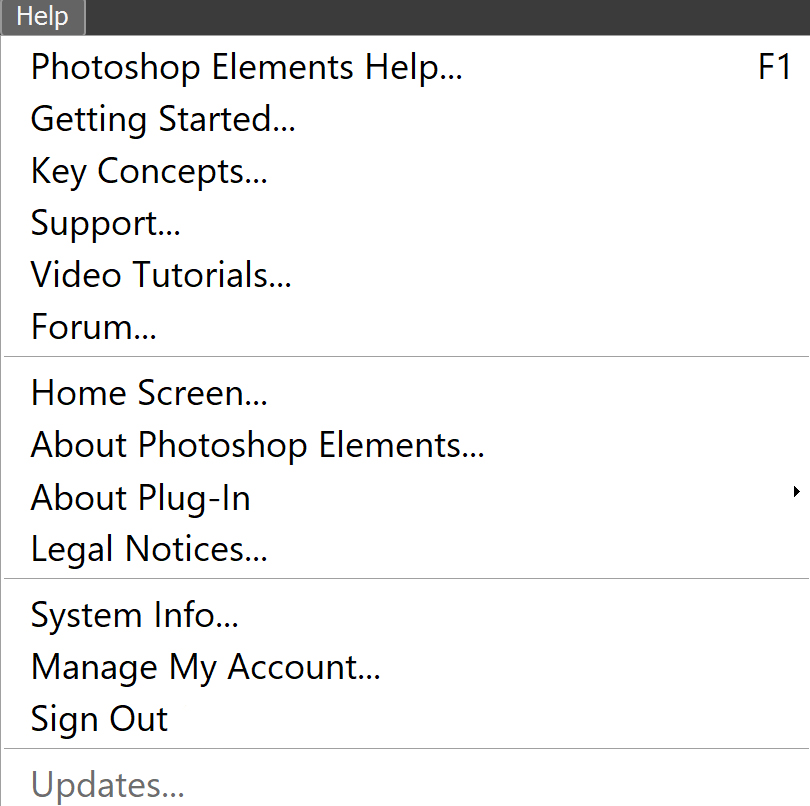 Help
Photoshop Elements Help... F1
Getting Started...
Key Concepts...
Support...
Video Tutorials...
Forum...
Home Screen...
About Photoshop Elements...
About Plug-In
Legal Notices...
System Info...
Manage My Account...
Sign Out
Updates...